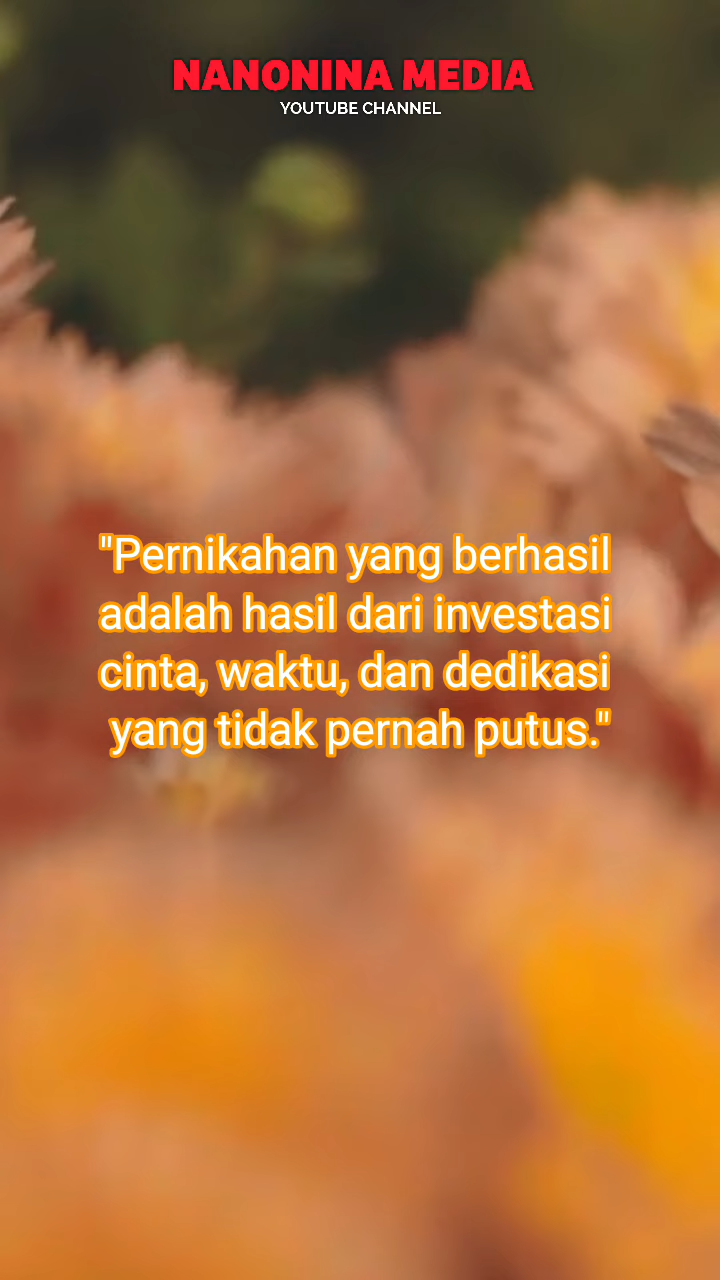 NANONINA MEDIA
YOUTUBE CHANNEL
"Pernikahan yang berhasil
adalah hasil dari investasi
cinta, waktu, dan dedikasi
yang tidak pernah putus."